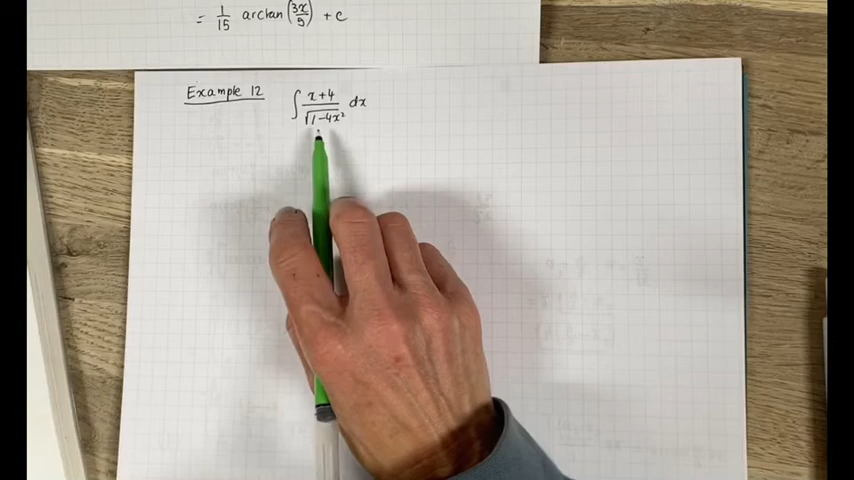 = 1/15 arctan(3x/5) + c
Example 12 ∫ (x+4)/√(1-4x²) dx